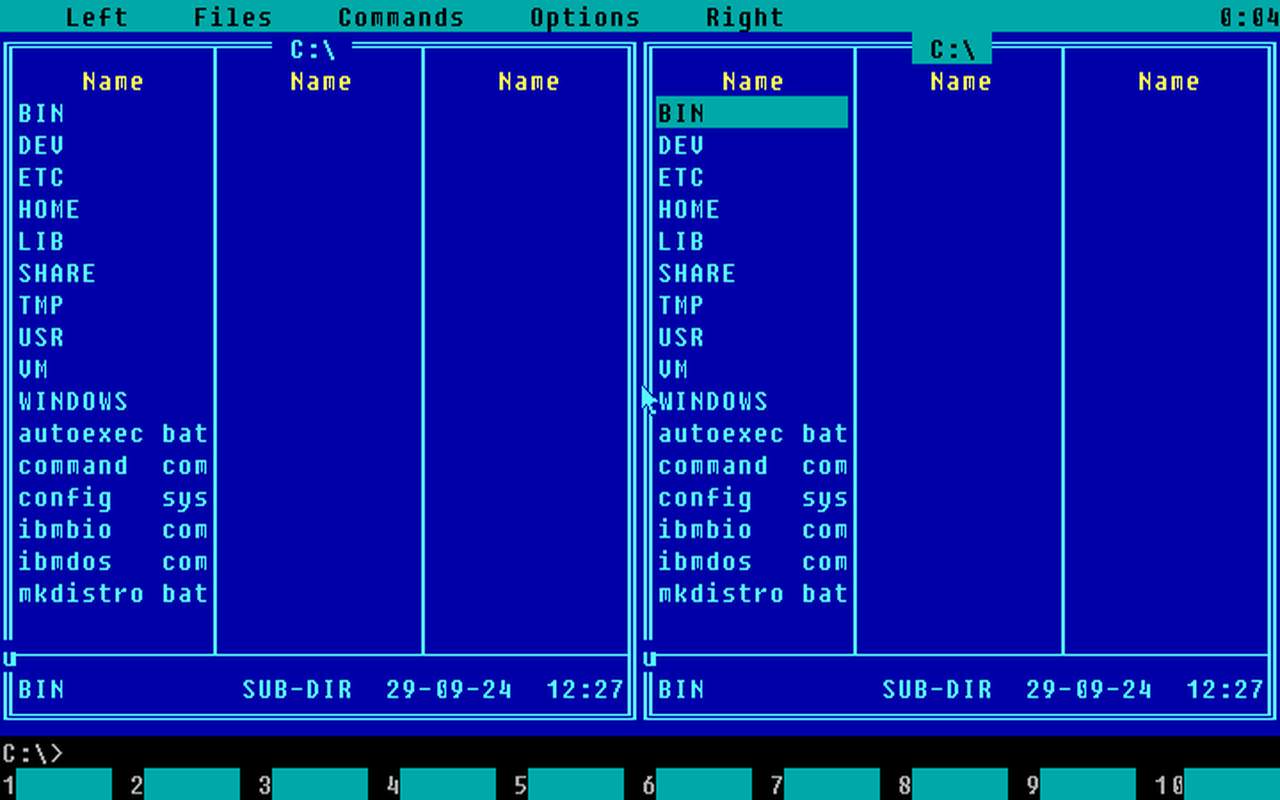 Left Files Commands Options Right 0:04
C:\ C:\
Name Name Name Name Name Name
BIN BIN
DEV DEV
ETC ETC
HOME HOME
LIB LIB
SHARE SHARE
TMP TMP
USR USR
VM VM
WINDOWS WINDOWS
autoexec bat autoexec bat
command com command com
config sys config sys
ibmbio com ibmbio com
ibmdos com ibmdos com
mkdistro bat mkdistro bat
u u
BIN SUB-DIR 29-09-24 12:27 BIN SUB-DIR 29-09-24 12:27
C:\>
1 2 3 4 5 6 7 8 9 10